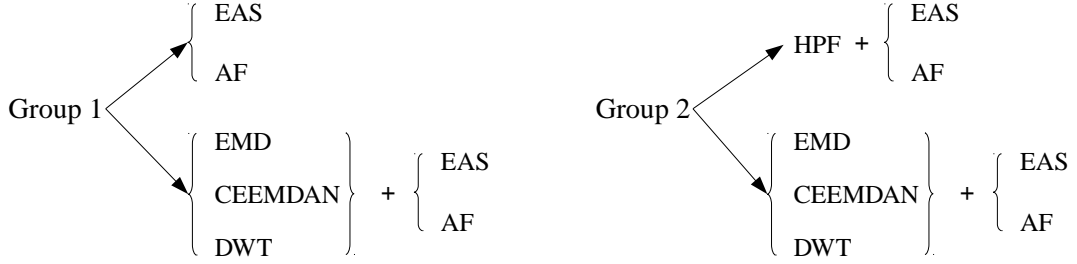 Group 1
EAS
AF
EMD
CEEMDAN
DWT
+
EAS
AF
Group 2
HPF +
EAS
AF
EMD
CEEMDAN
DWT
+
EAS
AF